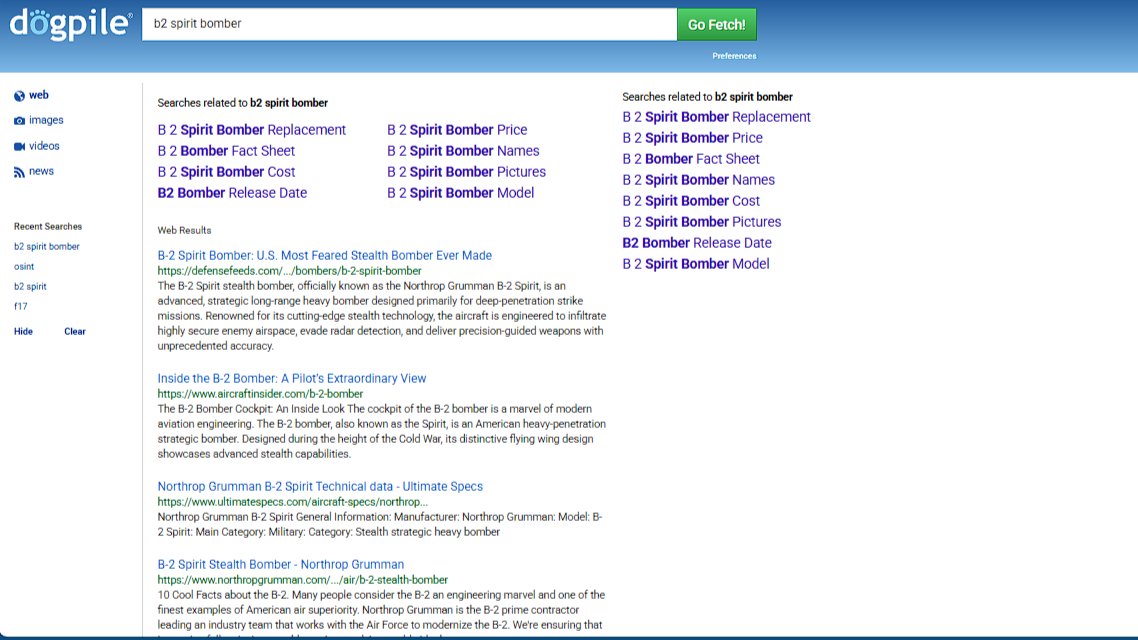 dogpile®
b2 spirit bomber
Go Fetch!
Preferences
web
images
videos
news
Recent Searches
b2 spirit bomber
osint
b2 spirit
f17
Hide Clear
Searches related to b2 spirit bomber
B 2 Spirit Bomber Replacement
B 2 Bomber Fact Sheet
B 2 Spirit Bomber Cost
B2 Bomber Release Date
B 2 Spirit Bomber Price
B 2 Spirit Bomber Names
B 2 Spirit Bomber Pictures
B 2 Spirit Bomber Model
Web Results
B-2 Spirit Bomber: U.S. Most Feared Stealth Bomber Ever Made
https://defensefeeds.com/.../bombers/b-2-spirit-bomber
The B-2 Spirit stealth bomber, officially known as the Northrop Grumman B-2 Spirit, is an
advanced, strategic long-range heavy bomber designed primarily for deep-penetration strike
missions. Renowned for its cutting-edge stealth technology, the aircraft is engineered to infiltrate
highly secure enemy airspace, evade radar detection, and deliver precision-guided weapons with
unprecedented accuracy.
Inside the B-2 Bomber: A Pilot's Extraordinary View
https://www.aircraftinsider.com/b-2-bomber
The B-2 Bomber Cockpit: An Inside Look The cockpit of the B-2 bomber is a marvel of modern
aviation engineering. The B-2 bomber, also known as the Spirit, is an American heavy-penetration
strategic bomber. Designed during the height of the Cold War, its distinctive flying wing design
showcases advanced stealth capabilities.
Northrop Grumman B-2 Spirit Technical data - Ultimate Specs
https://www.ultimatespecs.com/aircraft-specs/northrop...
Northrop Grumman B-2 Spirit General Information: Manufacturer: Northrop Grumman: Model: B-
2 Spirit: Main Category: Military: Category: Stealth strategic heavy bomber
B-2 Spirit Stealth Bomber - Northrop Grumman
https://www.northropgrumman.com/.../air/b-2-stealth-bomber
10 Cool Facts about the B-2. Many people consider the B-2 an engineering marvel and one of the
finest examples of American air superiority. Northrop Grumman is the B-2 prime contractor
leading an industry team that works with the Air Force to modernize the B-2. We're ensuring that
Searches related to b2 spirit bomber
B 2 Spirit Bomber Replacement
B 2 Spirit Bomber Price
B 2 Bomber Fact Sheet
B 2 Spirit Bomber Names
B 2 Spirit Bomber Cost
B 2 Spirit Bomber Pictures
B2 Bomber Release Date
B 2 Spirit Bomber Model